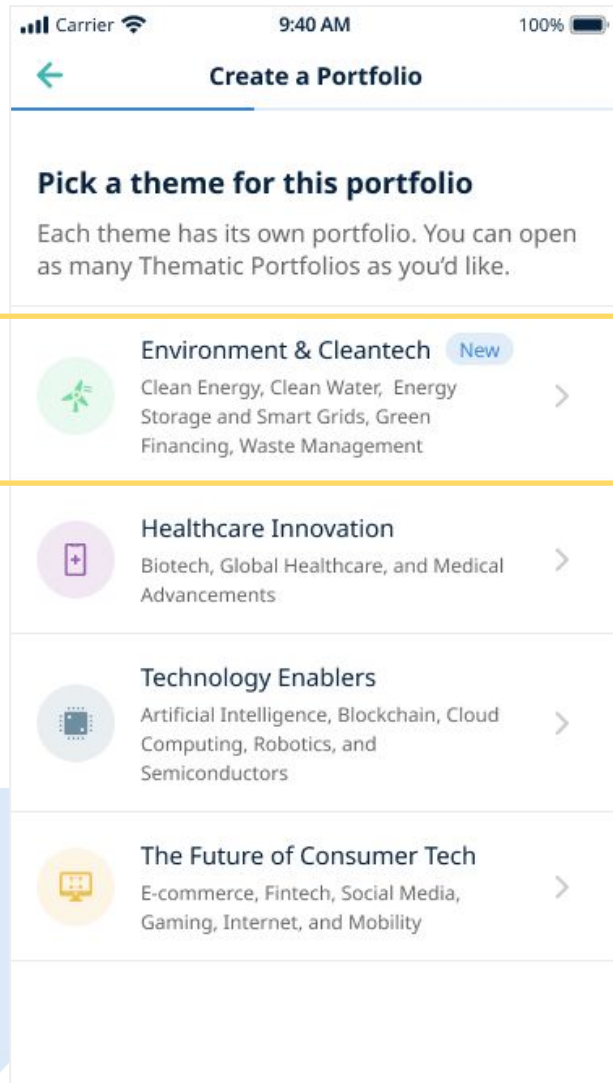 Carrier 9:40 AM 100%
Create a Portfolio
Pick a theme for this portfolio
Each theme has its own portfolio. You can open
as many Thematic Portfolios as you'd like.
Environment & Cleantech New
Clean Energy, Clean Water, Energy
Storage and Smart Grids, Green
Financing, Waste Management
Healthcare Innovation
Biotech, Global Healthcare, and Medical
Advancements
Technology Enablers
Artificial Intelligence, Blockchain, Cloud
Computing, Robotics, and
Semiconductors
The Future of Consumer Tech
E-commerce, Fintech, Social Media,
Gaming, Internet, and Mobility